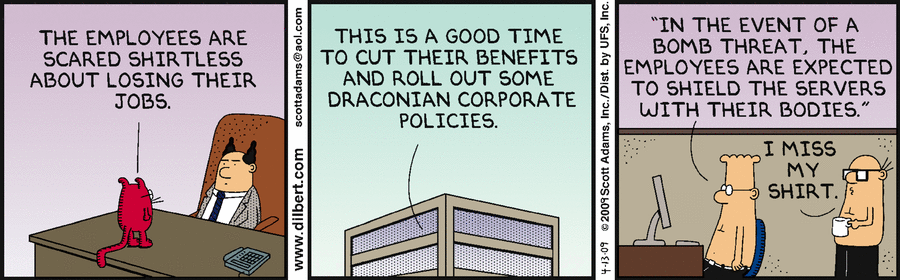 THE EMPLOYEES ARE
SCARED SHIRTLESS
ABOUT LOSING THEIR
JOBS.
www.dilbert.com scottadams@aol.com
THIS IS A GOOD TIME
TO CUT THEIR BENEFITS
AND ROLL OUT SOME
DRACONIAN CORPORATE
POLICIES.
4-13-09 © 2009 Scott Adams, Inc./Dist. by UFS, Inc.
"IN THE EVENT OF A
BOMB THREAT, THE
EMPLOYEES ARE EXPECTED
TO SHIELD THE SERVERS
WITH THEIR BODIES."
I MISS
MY
SHIRT.